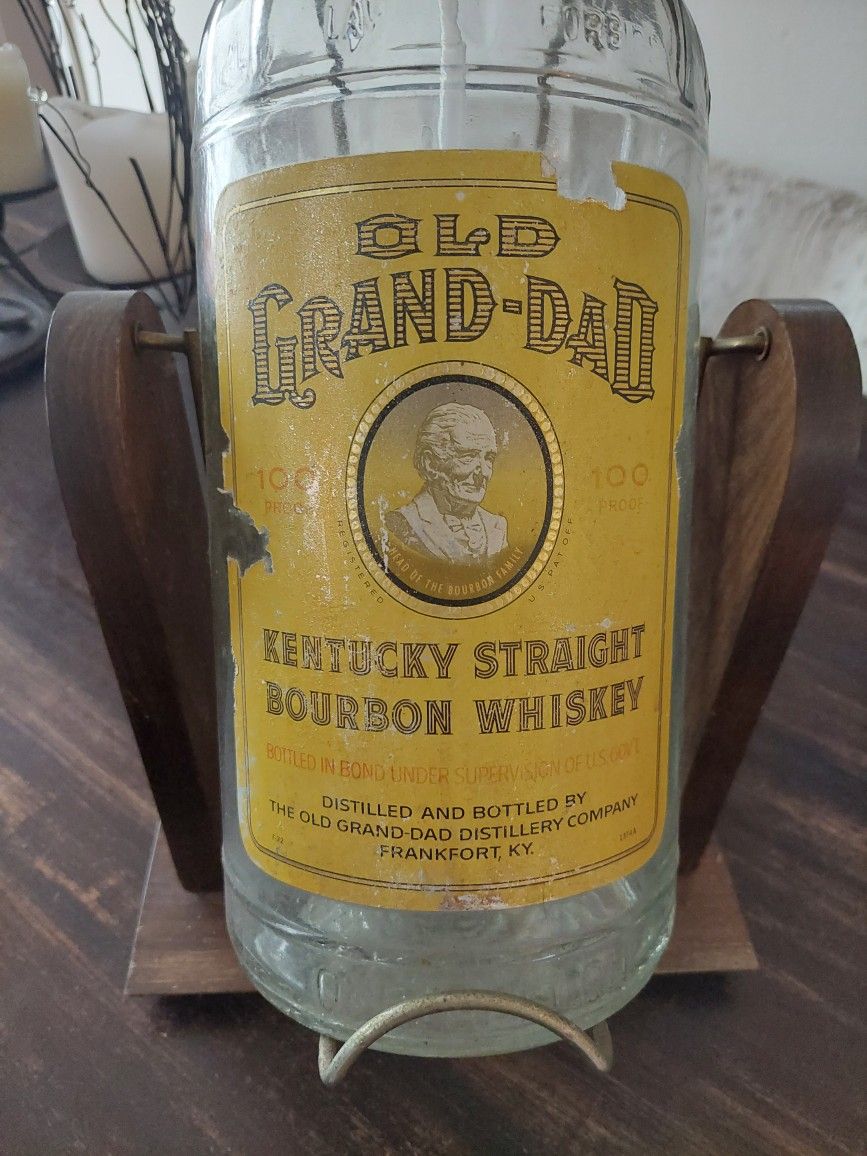 OLD
GRAND-DAD
100 100
PROOF PROOF
REGISTERED U.S. PAT. OFF.
HEAD OF THE BOURBON FAMILY
KENTUCKY STRAIGHT
BOURBON WHISKEY
BOTTLED IN BOND UNDER SUPERVISION OF U.S. GOV'T.
DISTILLED AND BOTTLED BY
THE OLD GRAND-DAD DISTILLERY COMPANY
FRANKFORT, KY.